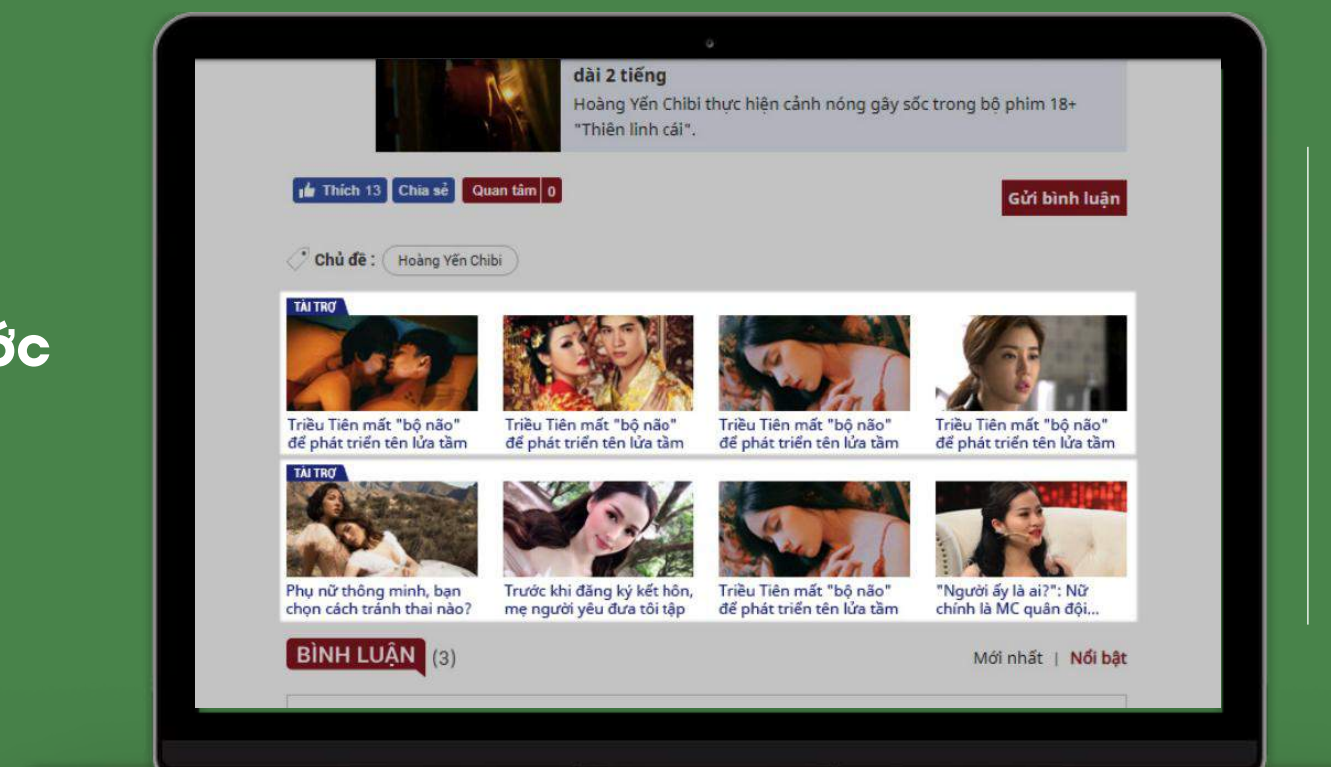 dài 2 tiếng
Hoàng Yến Chibi thực hiện cảnh nóng gây sốc trong bộ phim 18+
"Thiên linh cái".
Thích 13 Chia sẻ Quan tâm 0
Gửi bình luận
Chủ đề : Hoàng Yến Chibi
TÀI TRỢ
ớc
Triều Tiên mất "bộ não"
để phát triển tên lửa tầm
Triều Tiên mất "bộ não"
để phát triển tên lửa tầm
Triều Tiên mất "bộ não"
để phát triển tên lửa tầm
Triều Tiên mất "bộ não"
để phát triển tên lửa tầm
TÀI TRỢ
Phụ nữ thông minh, bạn
chọn cách tránh thai nào?
Trước khi đăng ký kết hôn,
mẹ người yêu đưa tôi tập
Triều Tiên mất "bộ não"
để phát triển tên lửa tầm
"Người ấy là ai?": Nữ
chính là MC quân đội...
BÌNH LUẬN (3)
Mới nhất | Nổi bật